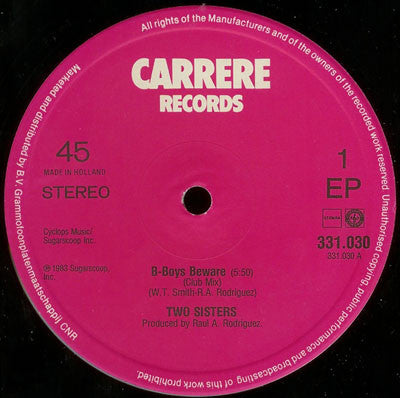 All rights of the Manufacturers and of the owners of the recorded work reserved. Unauthorised copying, public performance and broadcasting of this work prohibited.
Marketed and distributed by B.V. Grammofoonplatenmaatschappij CNR
CARRERE
RECORDS
45
MADE IN HOLLAND
STEREO
1
EP
stemra
331.030
331.030 A
Cyclops Music/
Sugarscoop Inc.
℗ 1983 Sugarscoop,
Inc.
B-Boys Beware (5:50)
(Club Mix)
(W.T. Smith-R.A. Rodriguez)
TWO SISTERS
Produced by Raul A. Rodriguez.